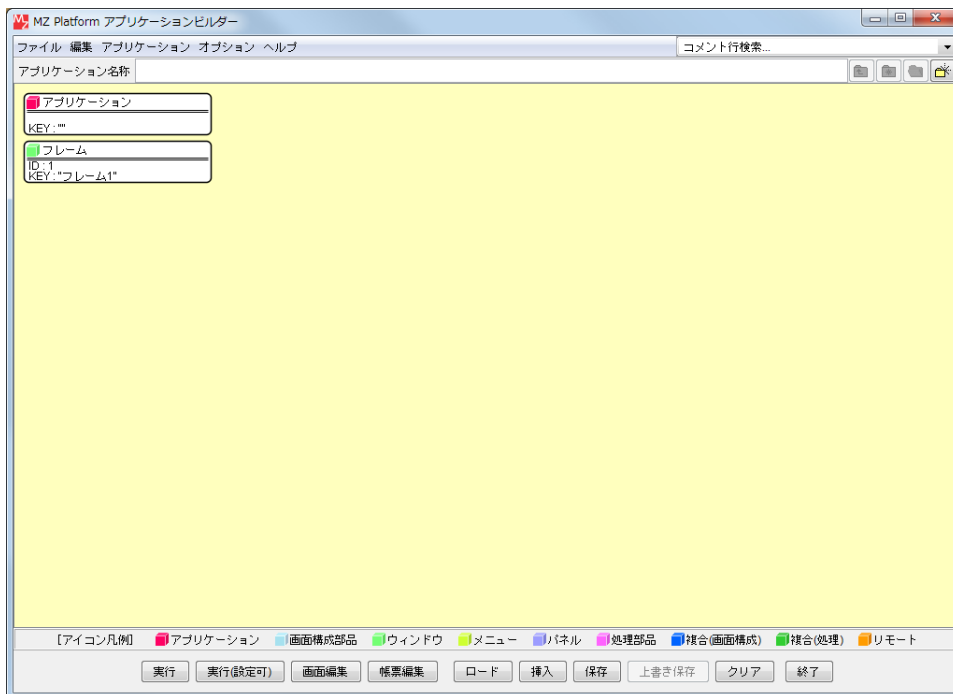 MZ Platform アプリケーションビルダー
ファイル 編集 アプリケーション オプション ヘルプ コメント行検索...
アプリケーション名称
アプリケーション
KEY : ""
フレーム
ID : 1
KEY : "フレーム1"
[アイコン凡例] アプリケーション 画面構成部品 ウィンドウ メニュー パネル 処理部品 複合(画面構成) 複合(処理) リモート
実行 実行(設定可) 画面編集 帳票編集 ロード 挿入 保存 上書き保存 クリア 終了